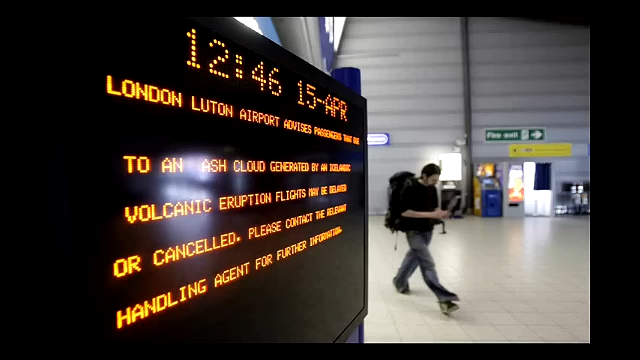 12:46 15-APR
LONDON LUTON AIRPORT ADVISES PASSENGERS THAT DUE
TO AN ASH CLOUD GENERATED BY AN ICELANDIC
VOLCANIC ERUPTION FLIGHTS MAY BE DELAYED
OR CANCELLED. PLEASE CONTACT THE RELEVANT
HANDLING AGENT FOR FURTHER INFORMATION.
Fire exit